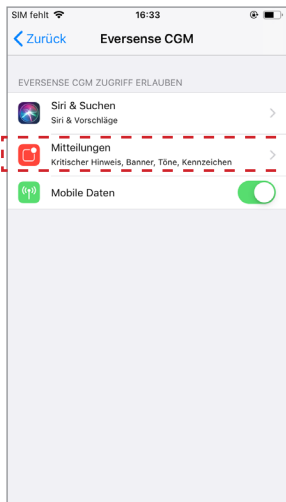 SIM fehlt 16:33
Zurück Eversense CGM
EVERSENSE CGM ZUGRIFF ERLAUBEN
Siri & Suchen
Siri & Vorschläge
Mitteilungen
Kritischer Hinweis, Banner, Töne, Kennzeichen
Mobile Daten